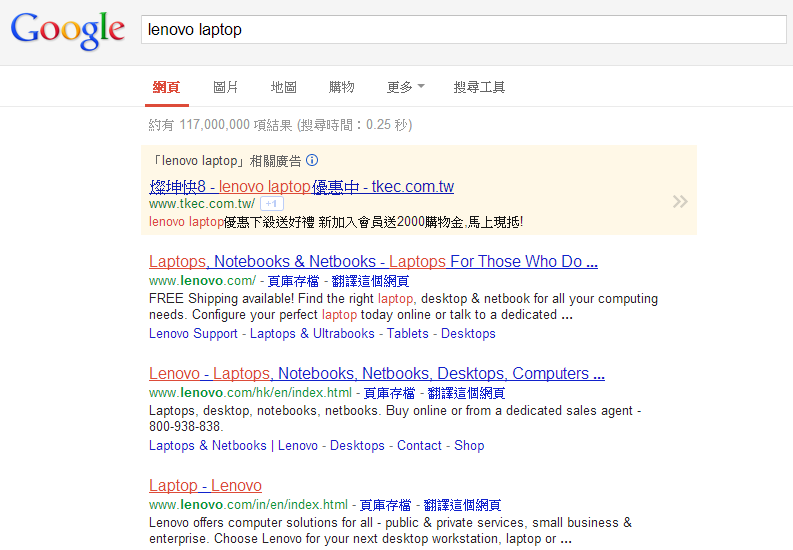 Google
lenovo laptop
網頁 圖片 地圖 購物 更多 搜尋工具
約有 117,000,000 項結果 (搜尋時間：0.25 秒)
「lenovo laptop」相關廣告
燦坤快8 - lenovo laptop優惠中 - tkec.com.tw
www.tkec.com.tw/ +1
lenovo laptop優惠下殺送好禮 新加入會員送2000購物金,馬上現抵!
Laptops, Notebooks & Netbooks - Laptops For Those Who Do ...
www.lenovo.com/ - 頁庫存檔 - 翻譯這個網頁
FREE Shipping available! Find the right laptop, desktop & netbook for all your computing
needs. Configure your perfect laptop today online or talk to a dedicated ...
Lenovo Support - Laptops & Ultrabooks - Tablets - Desktops
Lenovo - Laptops, Notebooks, Netbooks, Desktops, Computers ...
www.lenovo.com/hk/en/index.html - 頁庫存檔 - 翻譯這個網頁
Laptops, desktop, notebooks, netbooks. Buy online or from a dedicated sales agent -
800-938-838.
Laptops & Netbooks | Lenovo - Desktops - Contact - Shop
Laptop - Lenovo
www.lenovo.com/in/en/index.html - 頁庫存檔 - 翻譯這個網頁
Lenovo offers computer solutions for all - public & private services, small business &
enterprise. Choose Lenovo for your next desktop workstation, laptop or ...